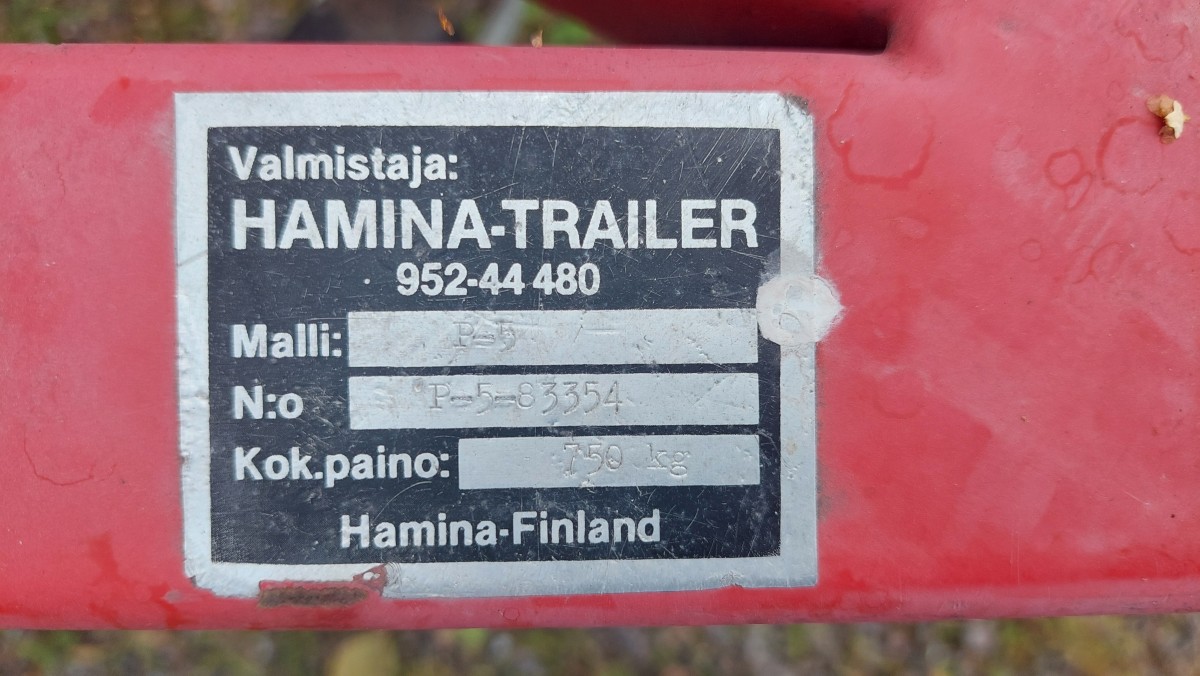 Valmistaja:
HAMINA-TRAILER
952-44 480
Malli: P-5
N:o P-5-83354
Kok.paino: 750 kg
Hamina-Finland